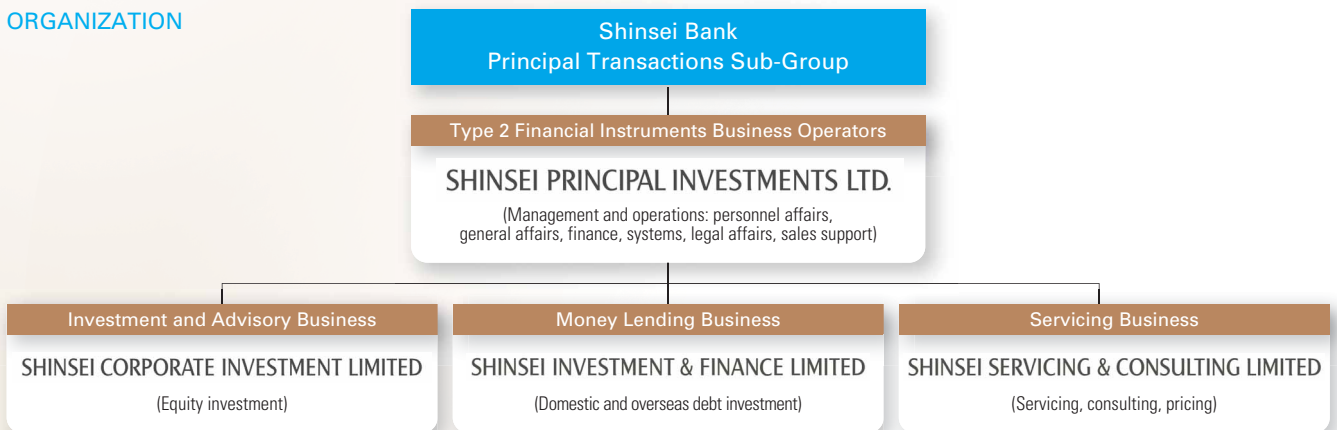 ORGANIZATION
Shinsei Bank
Principal Transactions Sub-Group
Type 2 Financial Instruments Business Operators
SHINSEI PRINCIPAL INVESTMENTS LTD.
(Management and operations: personnel affairs,
general affairs, finance, systems, legal affairs, sales support)
Investment and Advisory Business
SHINSEI CORPORATE INVESTMENT LIMITED
(Equity investment)
Money Lending Business
SHINSEI INVESTMENT & FINANCE LIMITED
(Domestic and overseas debt investment)
Servicing Business
SHINSEI SERVICING & CONSULTING LIMITED
(Servicing, consulting, pricing)